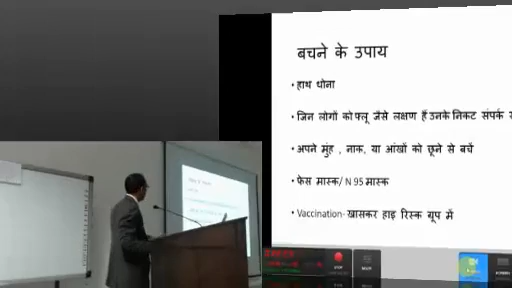 बचने के उपाय
• हाथ धोना
• जिन लोगों को फ्लू जैसे लक्षण हैं उनके निकट संपर्क
• अपने मुंह , नाक, या आंखों को छूने से बचें
• फेस मास्क/ N 95 मास्क
• Vaccination- खासकर हाइ रिस्क ग्रुप में